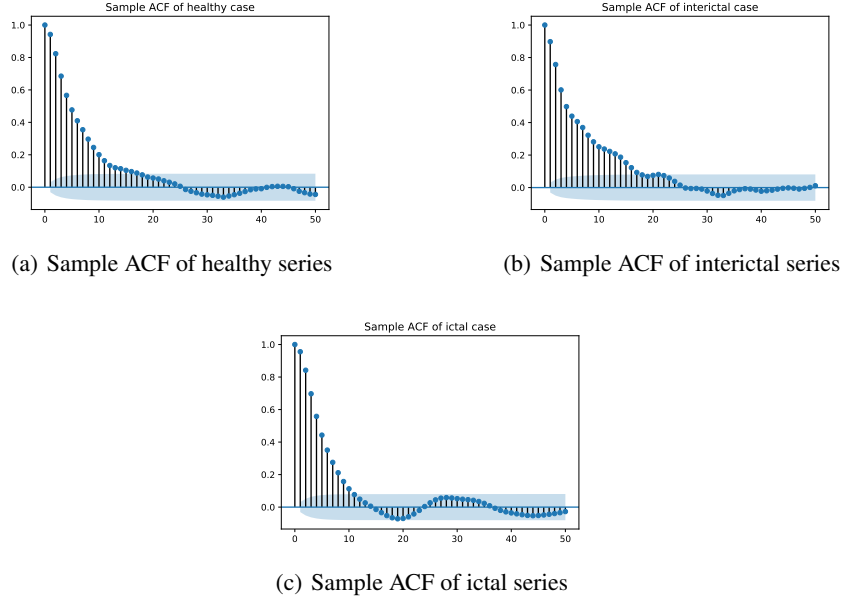 Sample ACF of healthy case
1.0
0.8
0.6
0.4
0.2
0.0
0 10 20 30 40 50
(a) Sample ACF of healthy series
Sample ACF of interictal case
1.0
0.8
0.6
0.4
0.2
0.0
0 10 20 30 40 50
(b) Sample ACF of interictal series
Sample ACF of ictal case
1.0
0.8
0.6
0.4
0.2
0.0
0 10 20 30 40 50
(c) Sample ACF of ictal series